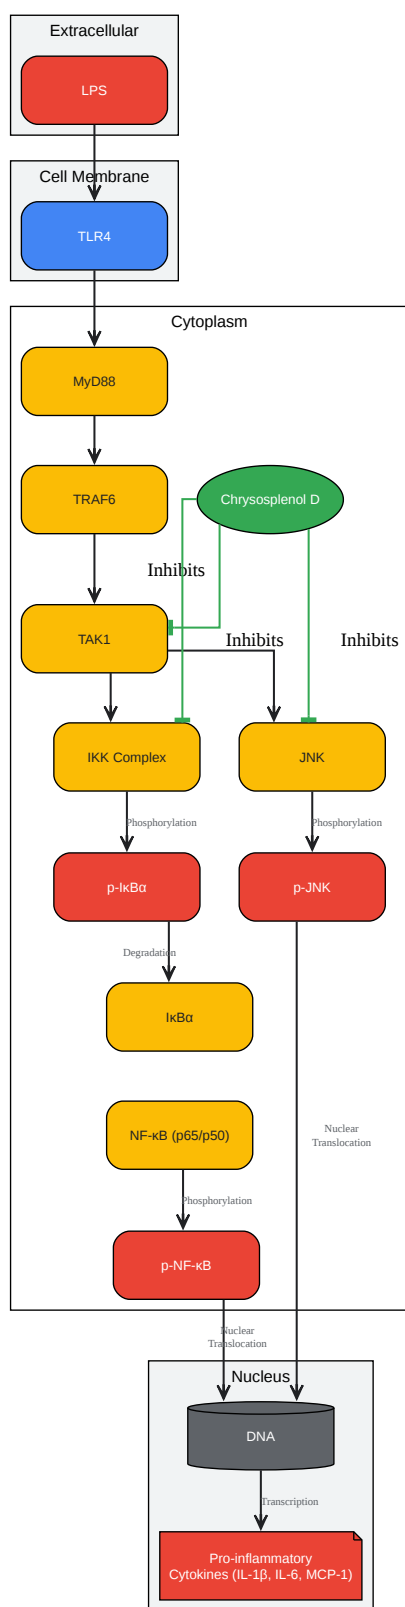 Extracellular
LPS
Cell Membrane
TLR4
Cytoplasm
MyD88
TRAF6
Chrysosplenol D
Inhibits
TAK1
Inhibits
Inhibits
IKK Complex
JNK
Phosphorylation
Phosphorylation
p-IκBα
p-JNK
Degradation
IκBα
NF-κB (p65/p50)
Nuclear
Translocation
Phosphorylation
p-NF-κB
Nuclear
Translocation
Nucleus
DNA
Transcription
Pro-inflammatory
Cytokines (IL-1β, IL-6, MCP-1)